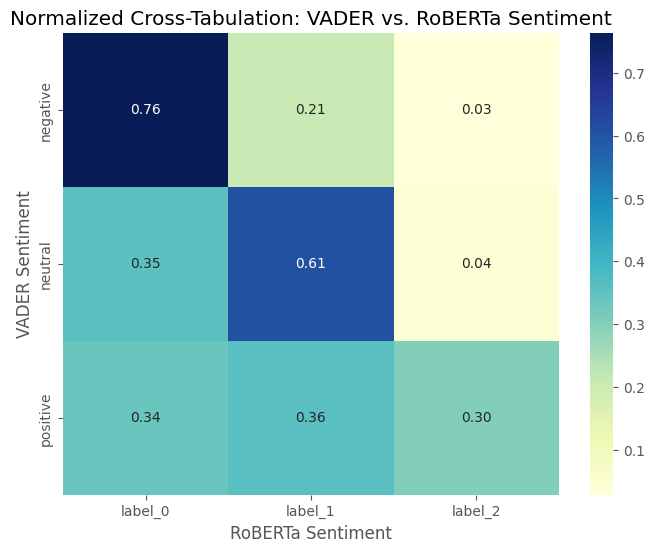 Normalized Cross-Tabulation: VADER vs. RoBERTa Sentiment
VADER Sentiment
negative
0.76 0.21 0.03
neutral
0.35 0.61 0.04
positive
0.34 0.36 0.30
label_0 label_1 label_2
RoBERTa Sentiment
0.7
0.6
0.5
0.4
0.3
0.2
0.1